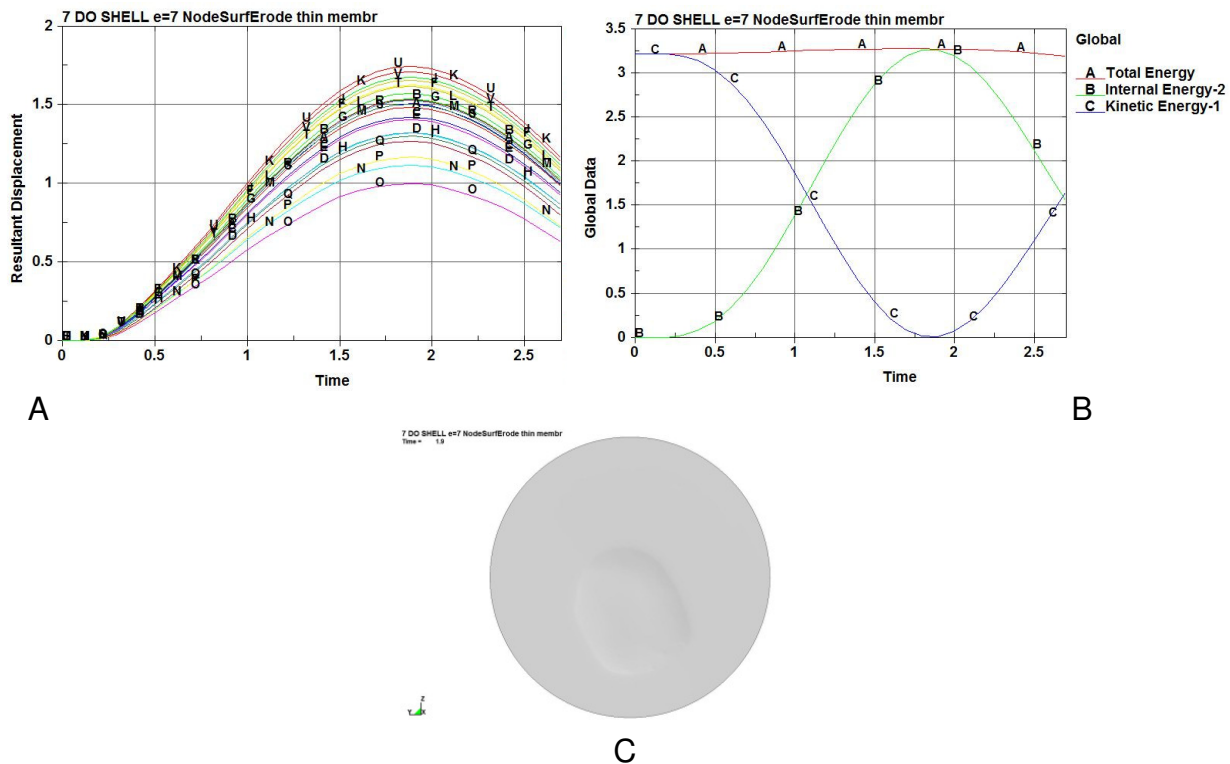 7 DO SHELL e=7 NodeSurfErode thin membr
Resultant Displacement
2
1.5
1
0.5
0
0 0.5 1 1.5 2 2.5
Time
A
7 DO SHELL e=7 NodeSurfErode thin membr
Global Data
3.5
3
2.5
2
1.5
1
0.5
0
0 0.5 1 1.5 2 2.5
Time
Global
A Total Energy
B Internal Energy-2
C Kinetic Energy-1
B
7 DO SHELL e=7 NodeSurfErode thin membr
Time = 1.9
Z
Y X
C